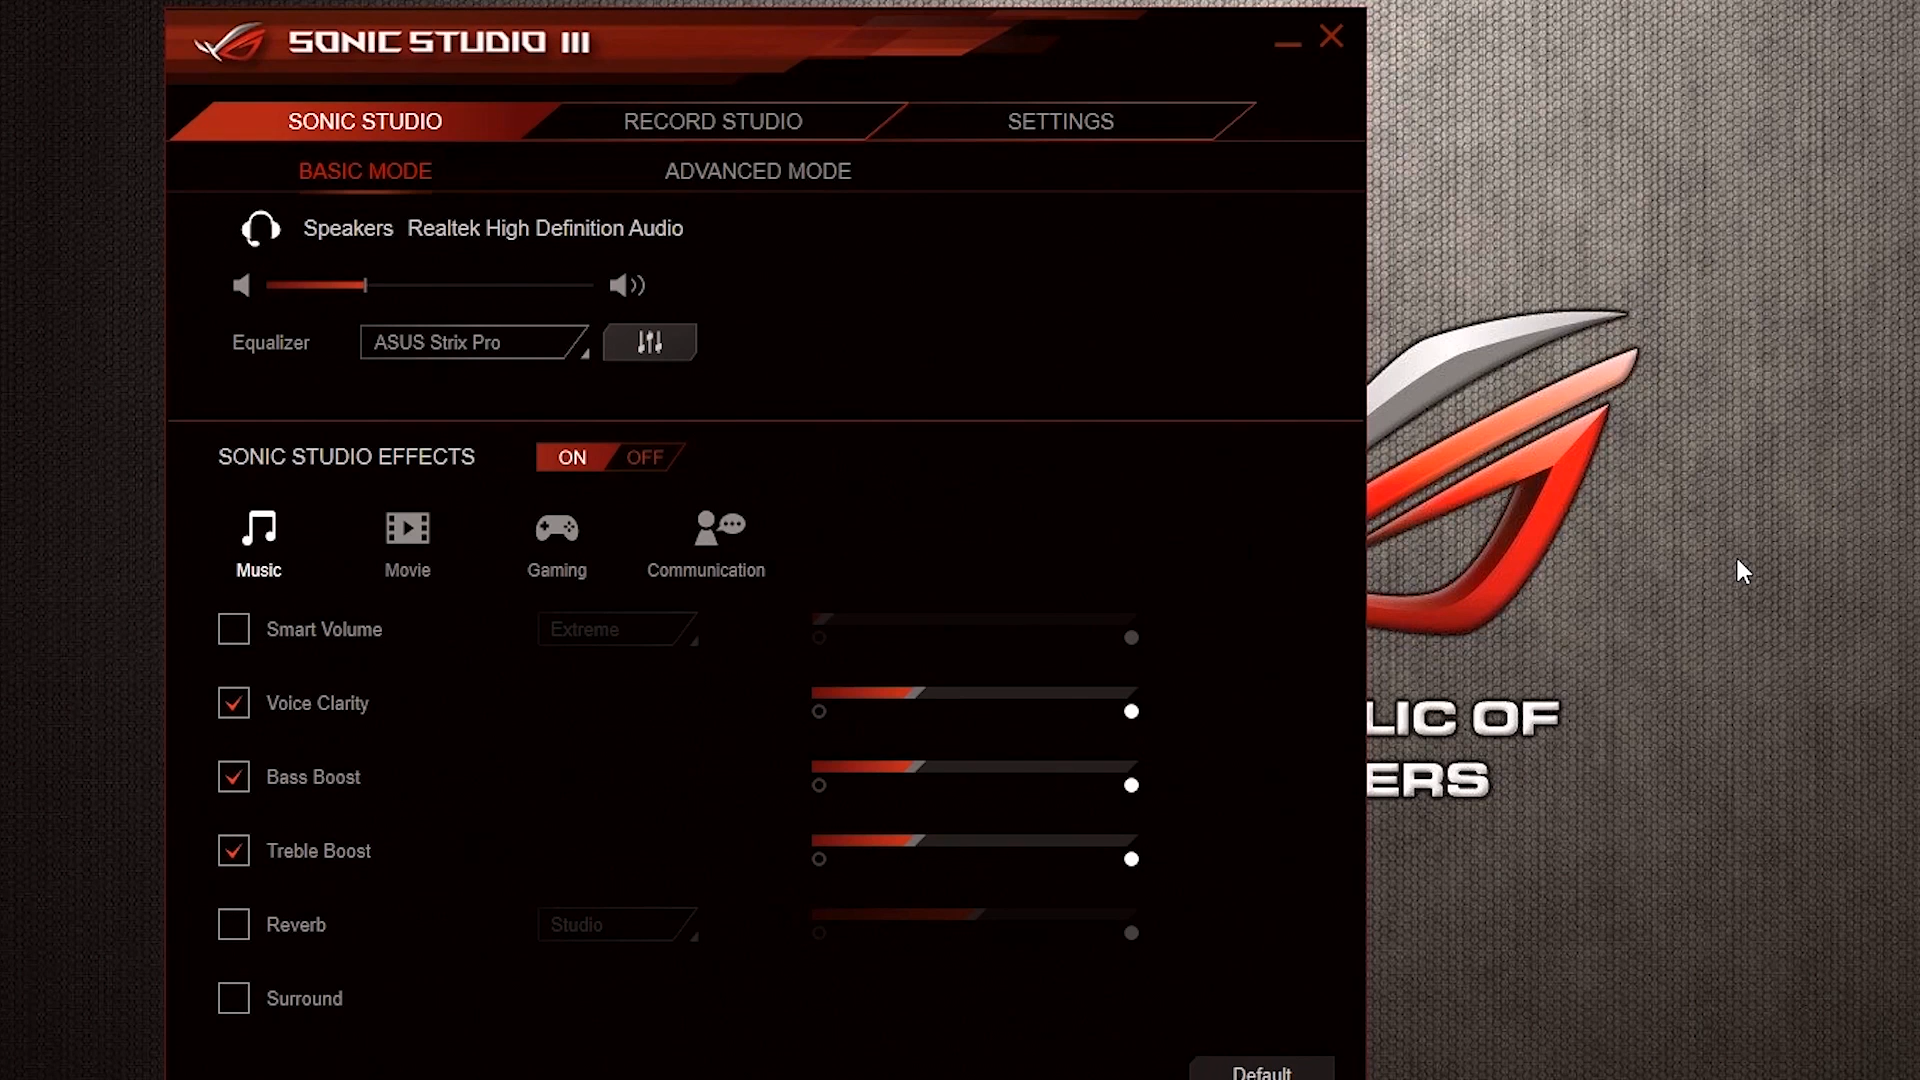 SONIC STUDIO III
SONIC STUDIO
RECORD STUDIO
SETTINGS
BASIC MODE
ADVANCED MODE
Speakers Realtek High Definition Audio
Equalizer
ASUS Strix Pro
SONIC STUDIO EFFECTS
ON
OFF
Music
Movie
Gaming
Communication
Smart Volume
Extreme
Voice Clarity
LIC OF
Bass Boost
ERS
Treble Boost
Reverb
Studio
Surround
Default